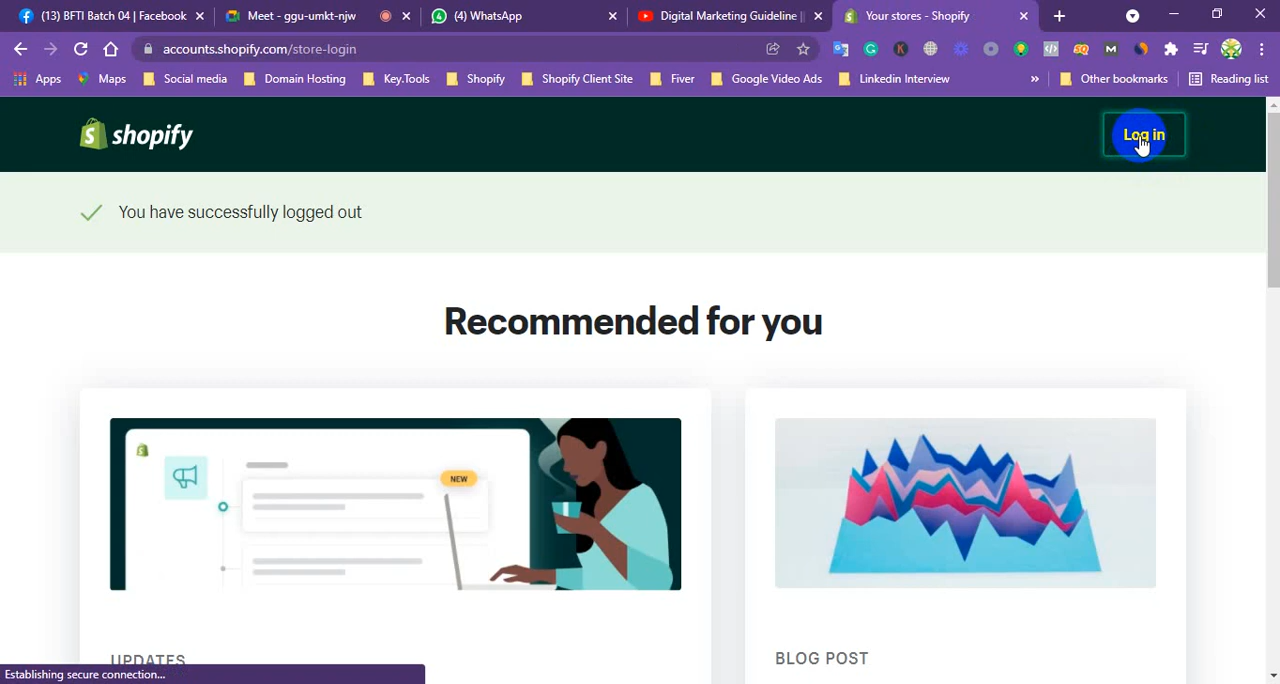 (13) BFTI Batch 04 | Facebook
Meet - ggu-umkt-njw
(4) WhatsApp
Digital Marketing Guideline |
Your stores - Shopify
accounts.shopify.com/store-login
Apps
Maps
Social media
Domain Hosting
Key.Tools
Shopify
Shopify Client Site
Fiver
Google Video Ads
Linkedin Interview
»
Other bookmarks
Reading list
shopify
Log in
You have successfully logged out
Recommended for you
NEW
UPDATES
BLOG POST
Establishing secure connection...